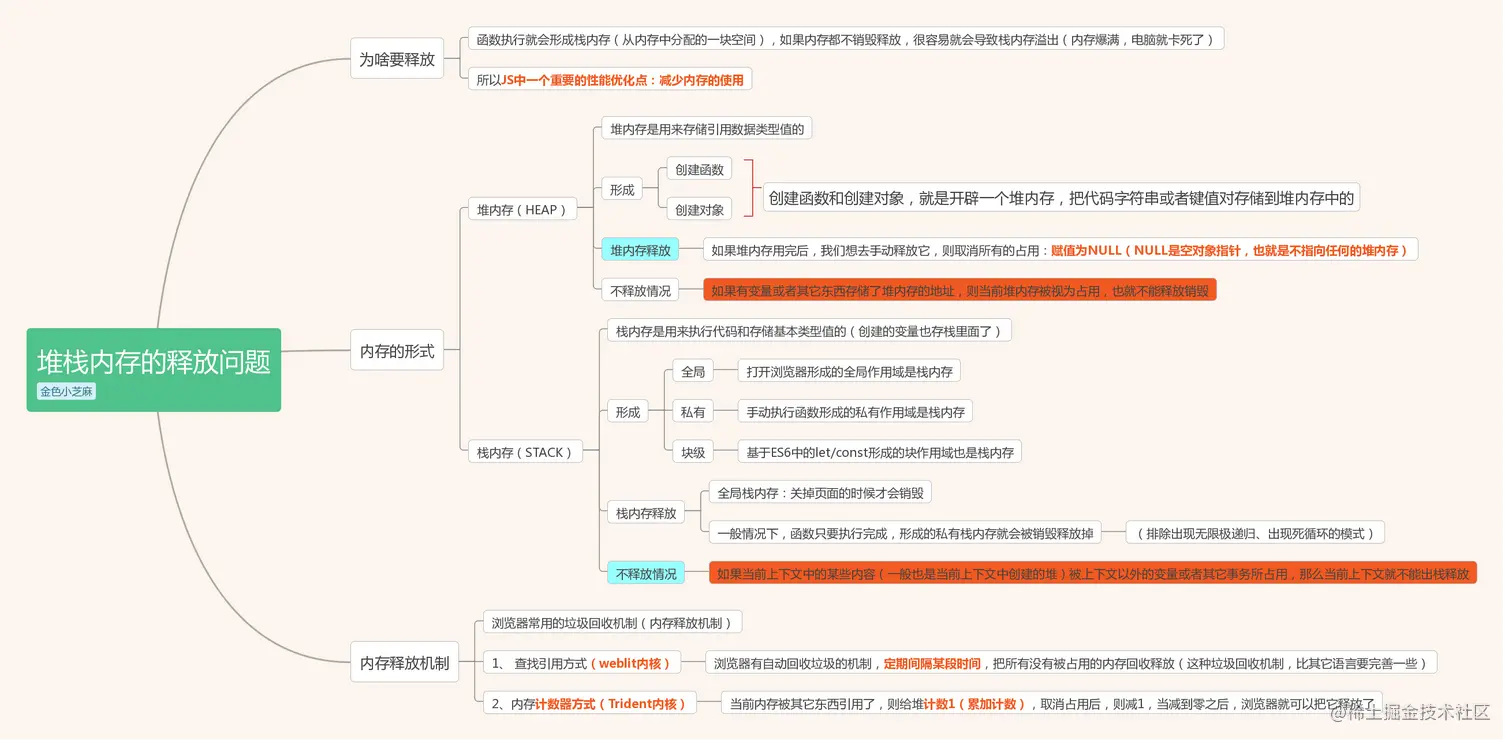 堆栈内存的释放问题
金色小芝麻
为啥要释放
函数执行就会形成栈内存（从内存中分配的一块空间），如果内存都不销毁释放，很容易就会导致栈内存溢出（内存爆满，电脑就卡死了）
所以JS中一个重要的性能优化点：减少内存的使用
内存的形式
堆内存（HEAP）
堆内存是用来存储引用数据类型值的
形成
创建函数
创建对象
创建函数和创建对象，就是开辟一个堆内存，把代码字符串或者键值对存储到堆内存中的
堆内存释放
如果堆内存用完后，我们想去手动释放它，则取消所有的占用：赋值为NULL（NULL是空对象指针，也就是不指向任何的堆内存）
不释放情况
如果有变量或者其它东西存储了堆内存的地址，则当前堆内存被视为占用，也就不能释放销毁
栈内存（STACK）
栈内存是用来执行代码和存储基本类型值的（创建的变量也存栈里面了）
形成
全局
打开浏览器形成的全局作用域是栈内存
私有
手动执行函数形成的私有作用域是栈内存
块级
基于ES6中的let/const形成的块作用域也是栈内存
栈内存释放
全局栈内存：关掉页面的时候才会销毁
一般情况下，函数只要执行完成，形成的私有栈内存就会被销毁释放掉
（排除出现无限极递归、出现死循环的模式）
不释放情况
如果当前上下文中的某些内容（一般也是当前上下文中创建的堆）被上下文以外的变量或者其它事务所占用，那么当前上下文就不能出栈释放
内存释放机制
浏览器常用的垃圾回收机制（内存释放机制）
1、 查找引用方式（weblit内核）
浏览器有自动回收垃圾的机制，定期间隔某段时间，把所有没有被占用的内存回收释放（这种垃圾回收机制，比其它语言要完善一些）
2、内存计数器方式（Trident内核）
当前内存被其它东西引用了，则给堆计数1（累加计数），取消占用后，则减1，当减到零之后，浏览器就可以把它释放了
@稀土掘金技术社区